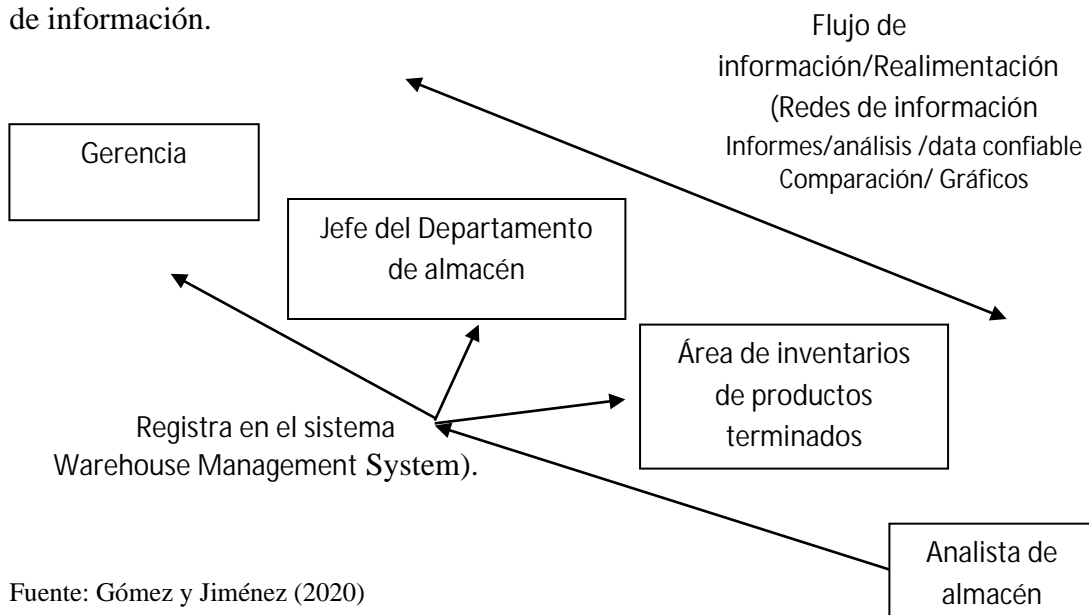 de información.
Flujo de
información/Realimentación
(Redes de información
Informes/análisis /data confiable
Comparación/ Gráficos
Gerencia
Jefe del Departamento
de almacén
Área de inventarios
de productos
terminados
Registra en el sistema
Warehouse Management System).
Analista de
almacén
Fuente: Gómez y Jiménez (2020)